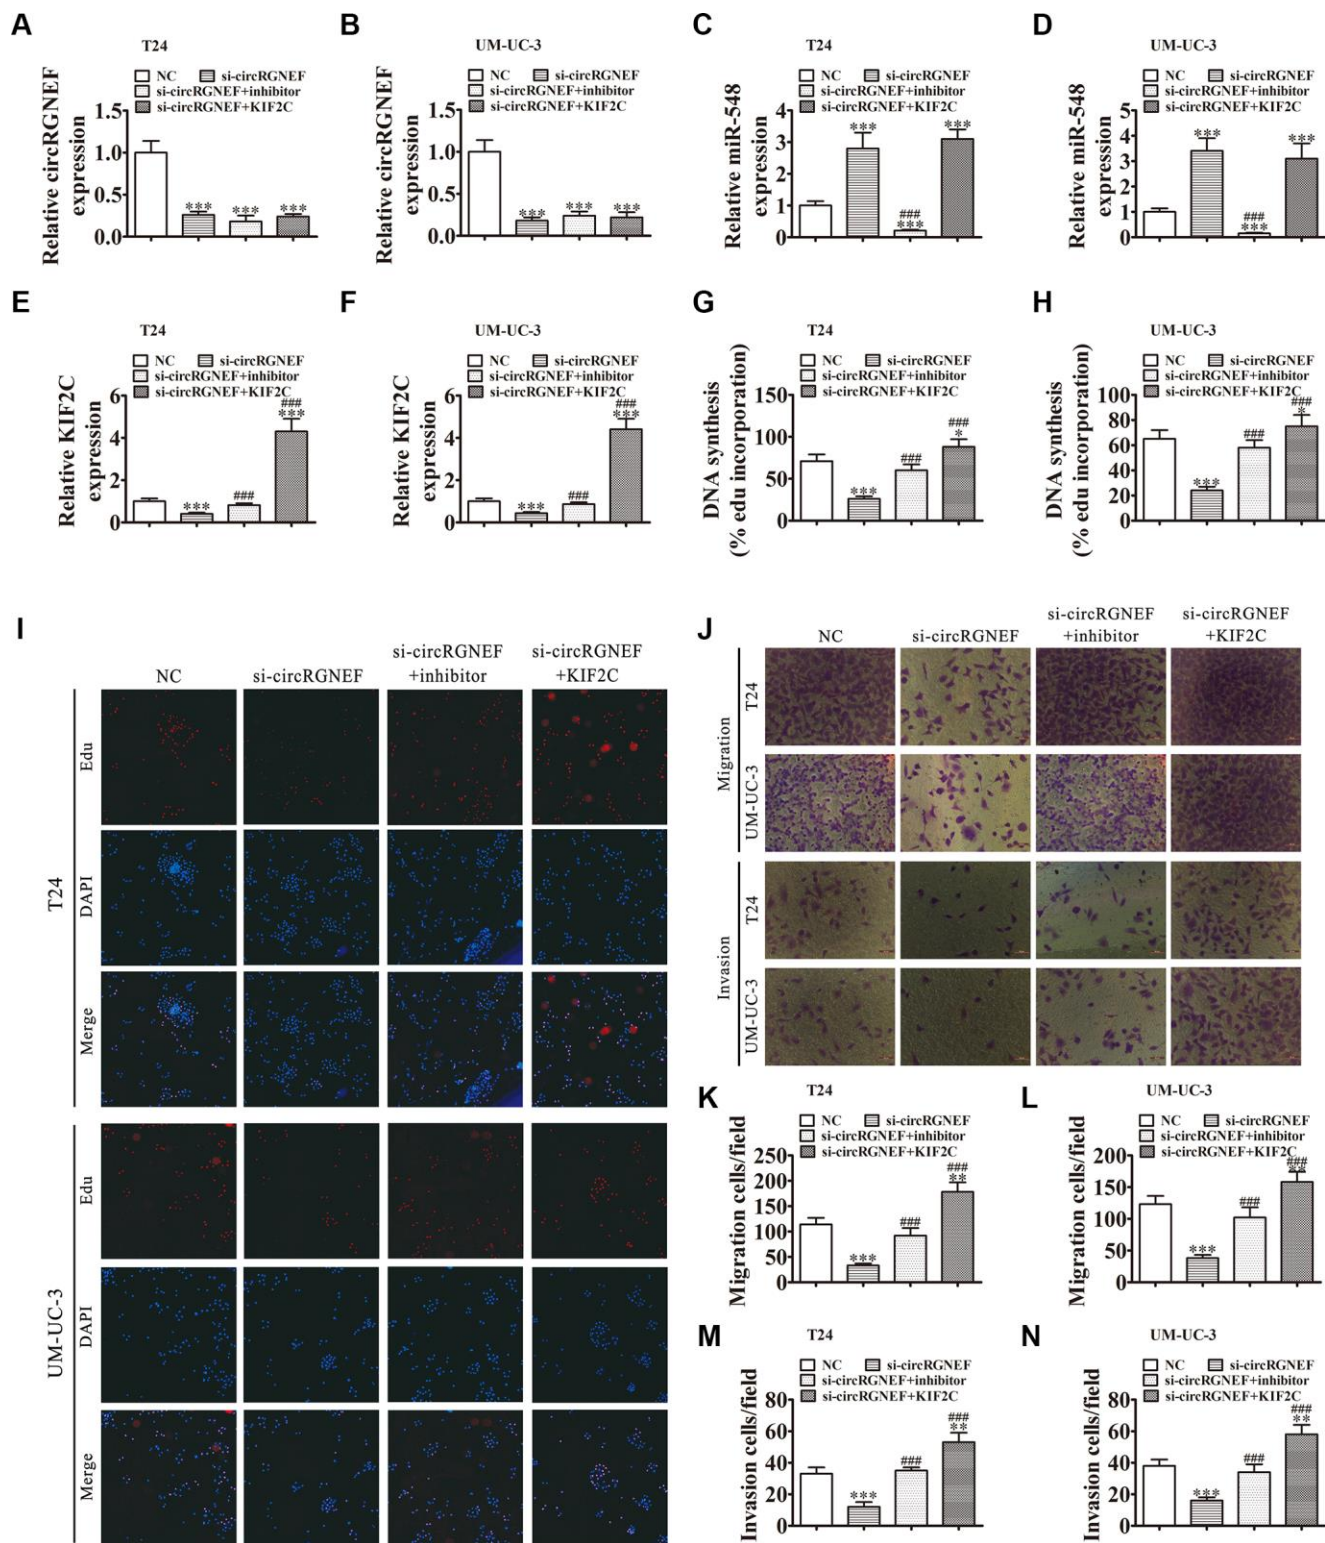 A
T24
NC si-circRGNEF
si-circRGNEF+inhibitor
si-circRGNEF+KIF2C
Relative circRGNEF
expression
1.5
1.0
0.5
0.0
***
***
***
B
UM-UC-3
NC si-circRGNEF
si-circRGNEF+inhibitor
si-circRGNEF+KIF2C
Relative circRGNEF
expression
1.5
1.0
0.5
0.0
***
***
***
C
T24
NC si-circRGNEF
si-circRGNEF+inhibitor
si-circRGNEF+KIF2C
Relative miR-548
expression
4
3
2
1
0
***
###
***
***
D
UM-UC-3
NC si-circRGNEF
si-circRGNEF+inhibitor
si-circRGNEF+KIF2C
Relative miR-548
expression
5
4
3
2
1
0
***
###
***
***
E
T24
NC si-circRGNEF
si-circRGNEF+inhibitor
si-circRGNEF+KIF2C
Relative KIF2C
expression
6
4
2
0
***
###
###
***
F
UM-UC-3
NC si-circRGNEF
si-circRGNEF+inhibitor
si-circRGNEF+KIF2C
Relative KIF2C
expression
6
4
2
0
***
###
###
***
G
T24
NC si-circRGNEF
si-circRGNEF+inhibitor
si-circRGNEF+KIF2C
DNA synthesis
(% edu incorporation)
150
100
50
0
***
###
###
*
H
UM-UC-3
NC si-circRGNEF
si-circRGNEF+inhibitor
si-circRGNEF+KIF2C
DNA synthesis
(% edu incorporation)
100
80
60
40
20
0
***
###
###
*
I
NC
si-circRGNEF
si-circRGNEF
+inhibitor
si-circRGNEF
+KIF2C
T24
Edu
DAPI
Merge
UM-UC-3
Edu
DAPI
Merge
J
NC
si-circRGNEF
si-circRGNEF
+inhibitor
si-circRGNEF
+KIF2C
Migration
T24
UM-UC-3
Invasion
T24
UM-UC-3
K
T24
NC si-circRGNEF
si-circRGNEF+inhibitor
si-circRGNEF+KIF2C
Migration cells/field
250
200
150
100
50
0
***
###
###
**
L
UM-UC-3
NC si-circRGNEF
si-circRGNEF+inhibitor
si-circRGNEF+KIF2C
Migration cells/field
200
150
100
50
0
***
###
###
**
M
T24
NC si-circRGNEF
si-circRGNEF+inhibitor
si-circRGNEF+KIF2C
Invasion cells/field
80
60
40
20
0
***
###
###
**
N
UM-UC-3
NC si-circRGNEF
si-circRGNEF+inhibitor
si-circRGNEF+KIF2C
Invasion cells/field
80
60
40
20
0
***
###
###
**